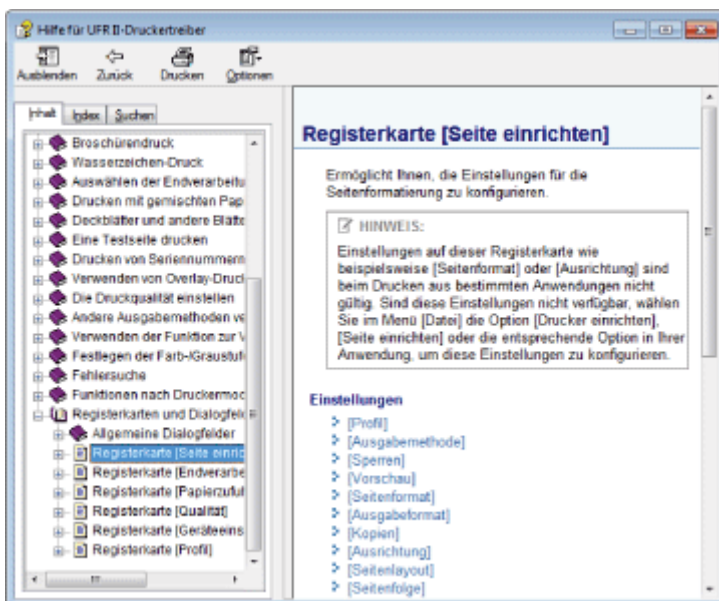 Hilfe für UFR II-Druckertreiber
Ausblenden Zurück Drucken Optionen
Inhalt Index Suchen
Broschürendruck
Wasserzeichen-Druck
Auswählen der Endverarbeitu
Drucken mit gemischten Pap
Deckblätter und andere Blätte
Eine Testseite drucken
Drucken von Seriennummern
Verwenden von Overlay-Druc
Die Druckqualität einstellen
Andere Ausgabemethoden ve
Verwenden der Funktion zur V
Festlegen der Farb-/Graustuf
Fehlersuche
Funktionen nach Druckermod
Registerkarten und Dialogfeld
Allgemeine Dialogfelder
Registerkarte [Seite einric
Registerkarte [Endverarbe
Registerkarte [Papierzufuh
Registerkarte [Qualität]
Registerkarte [Geräteeins
Registerkarte [Profil]
Registerkarte [Seite einrichten]
Ermöglicht Ihnen, die Einstellungen für die
Seitenformatierung zu konfigurieren.
HINWEIS:
Einstellungen auf dieser Registerkarte wie
beispielsweise [Seitenformat] oder [Ausrichtung] sind
beim Drucken aus bestimmten Anwendungen nicht
gültig. Sind diese Einstellungen nicht verfügbar, wählen
Sie im Menü [Datei] die Option [Drucker einrichten],
[Seite einrichten] oder die entsprechende Option in Ihrer
Anwendung, um diese Einstellungen zu konfigurieren.
Einstellungen
[Profil]
[Ausgabemethode]
[Sperren]
[Vorschau]
[Seitenformat]
[Ausgabeformat]
[Kopien]
[Ausrichtung]
[Seitenlayout]
[Seitenfolge]